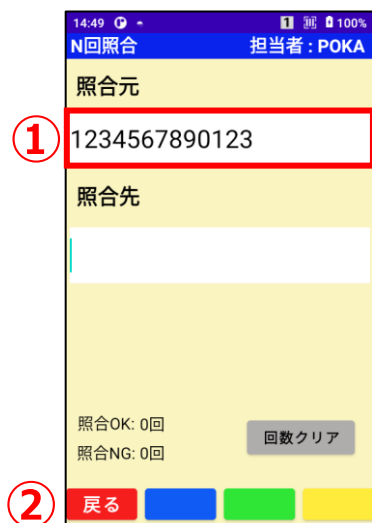 14:49 1 100%
N回照合 担当者 : POKA
照合元
① 1234567890123
照合先
照合OK: 0回
照合NG: 0回
回数クリア
② 戻る